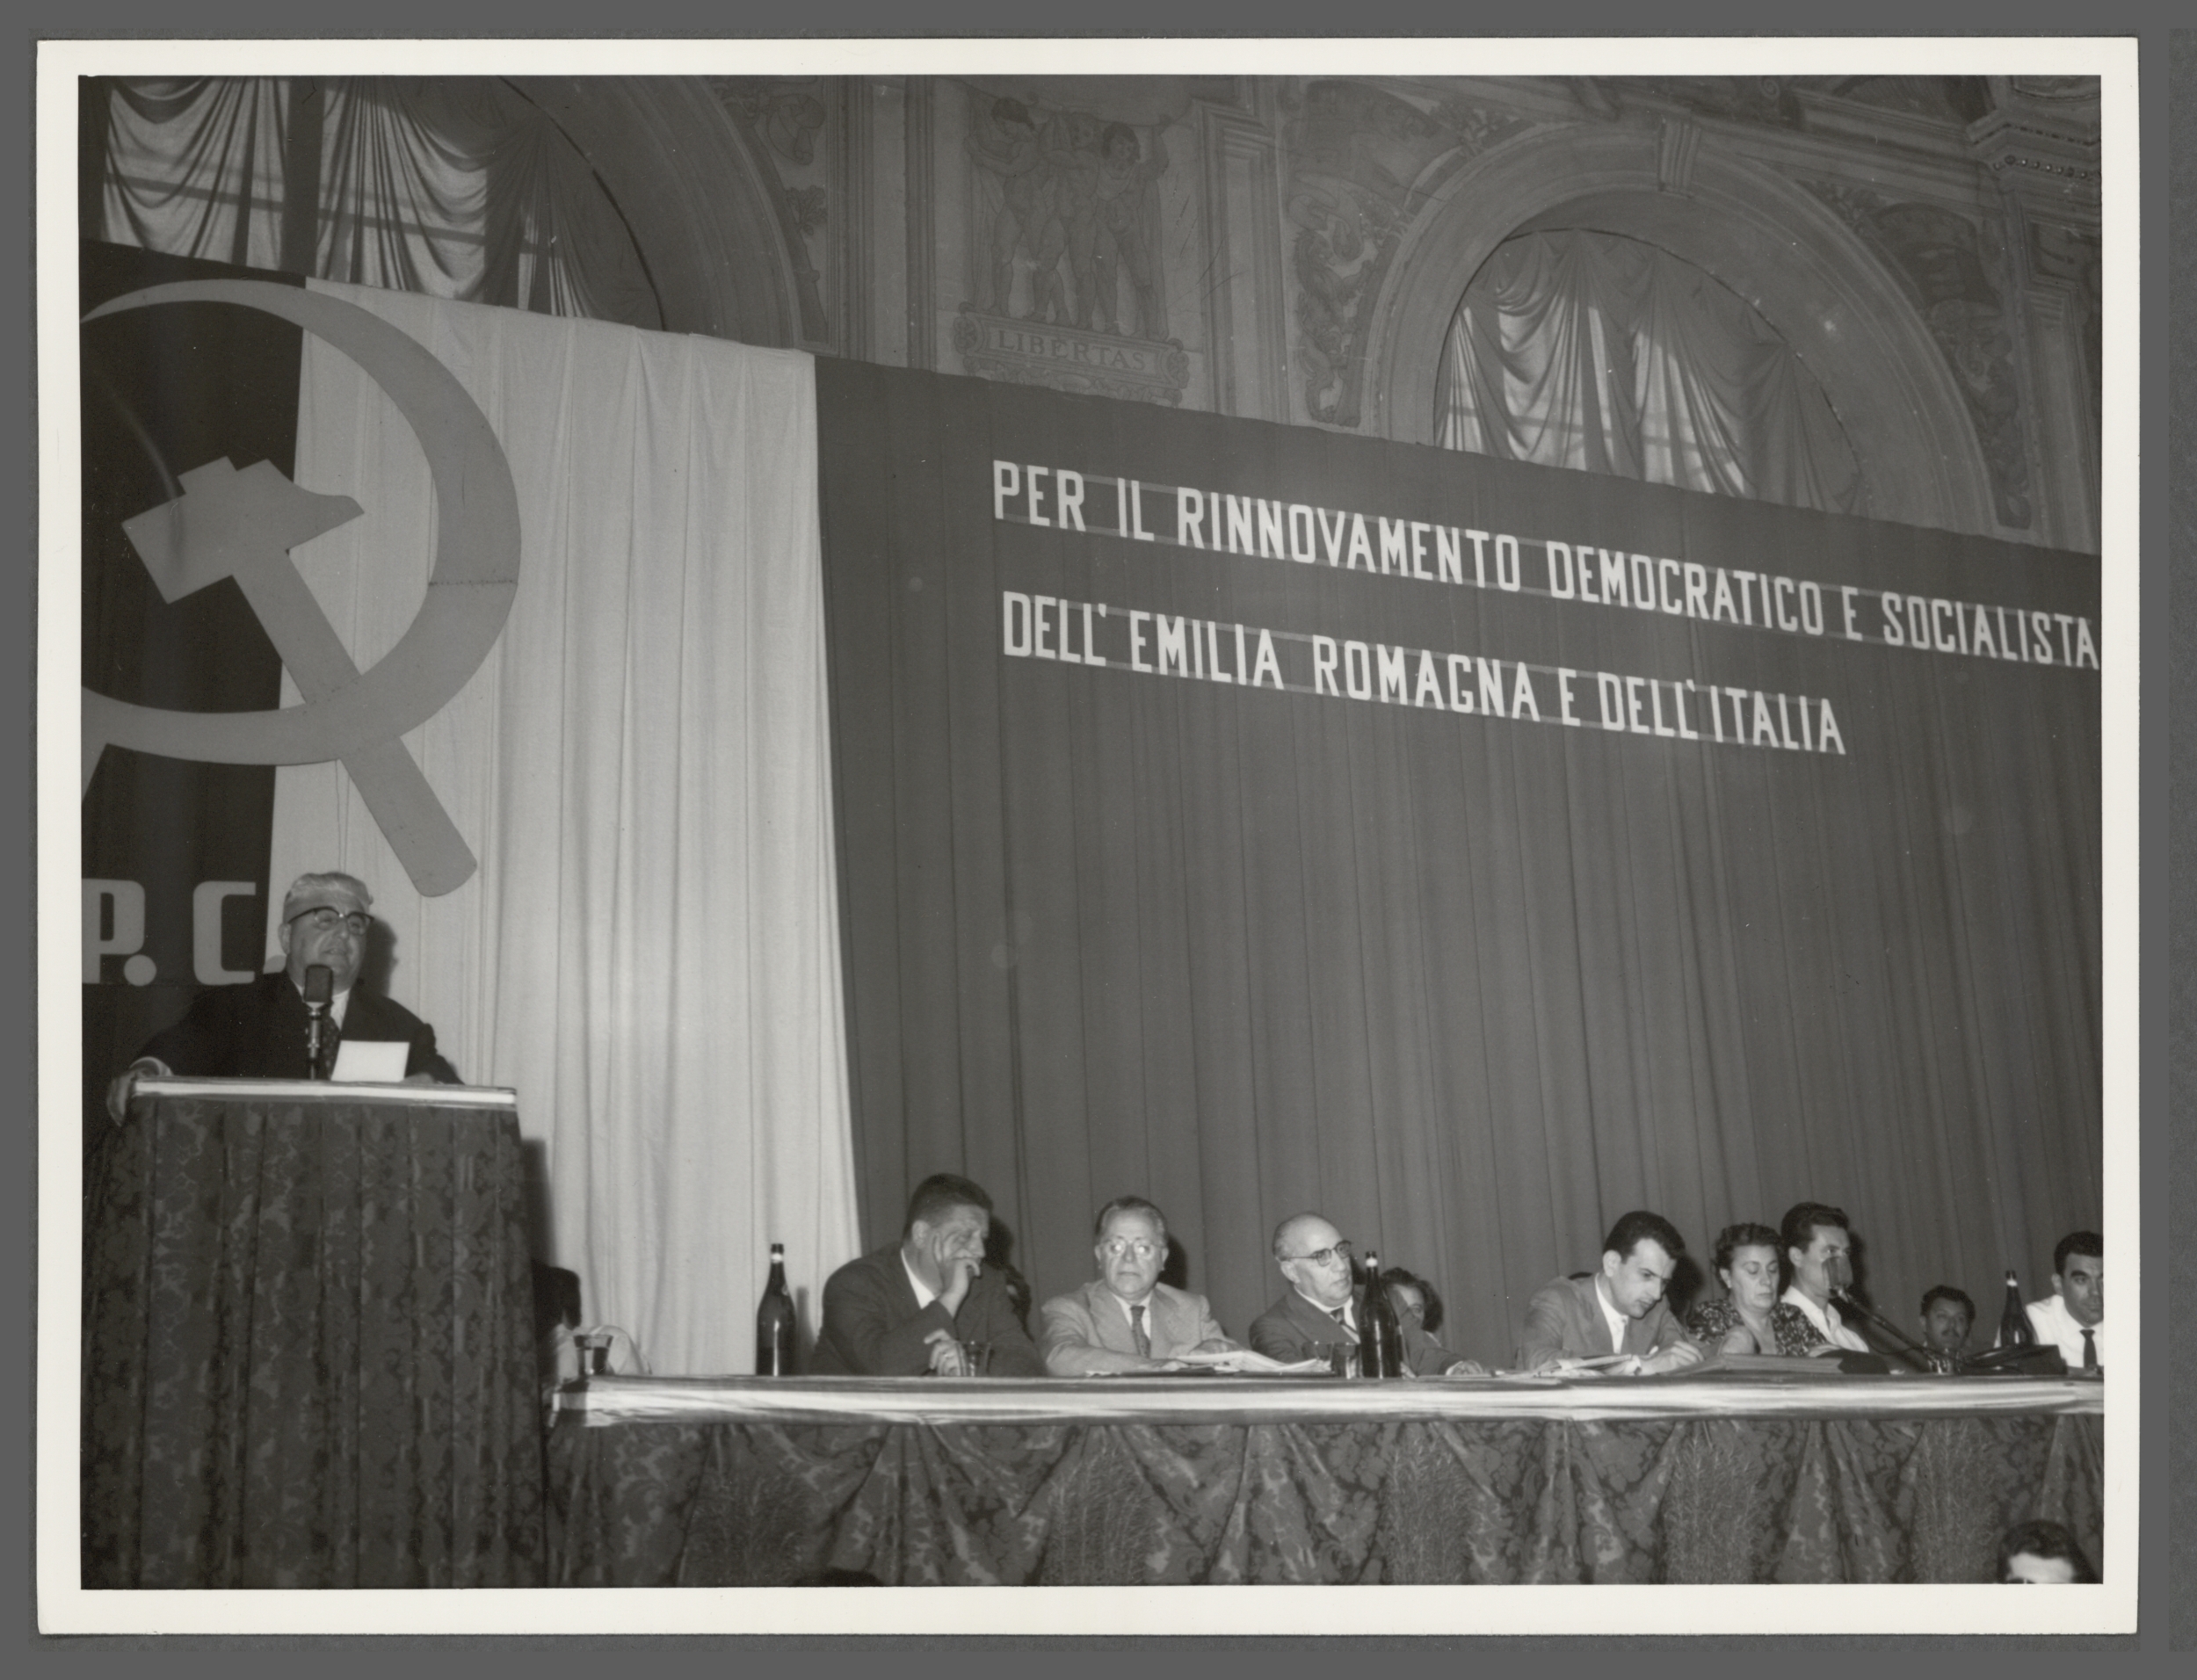 LIBERTAS
PER IL RINNOVAMENTO DEMOCRATICO E SOCIALISTA
DELL' EMILIA ROMAGNA E DELL'ITALIA
P. C.